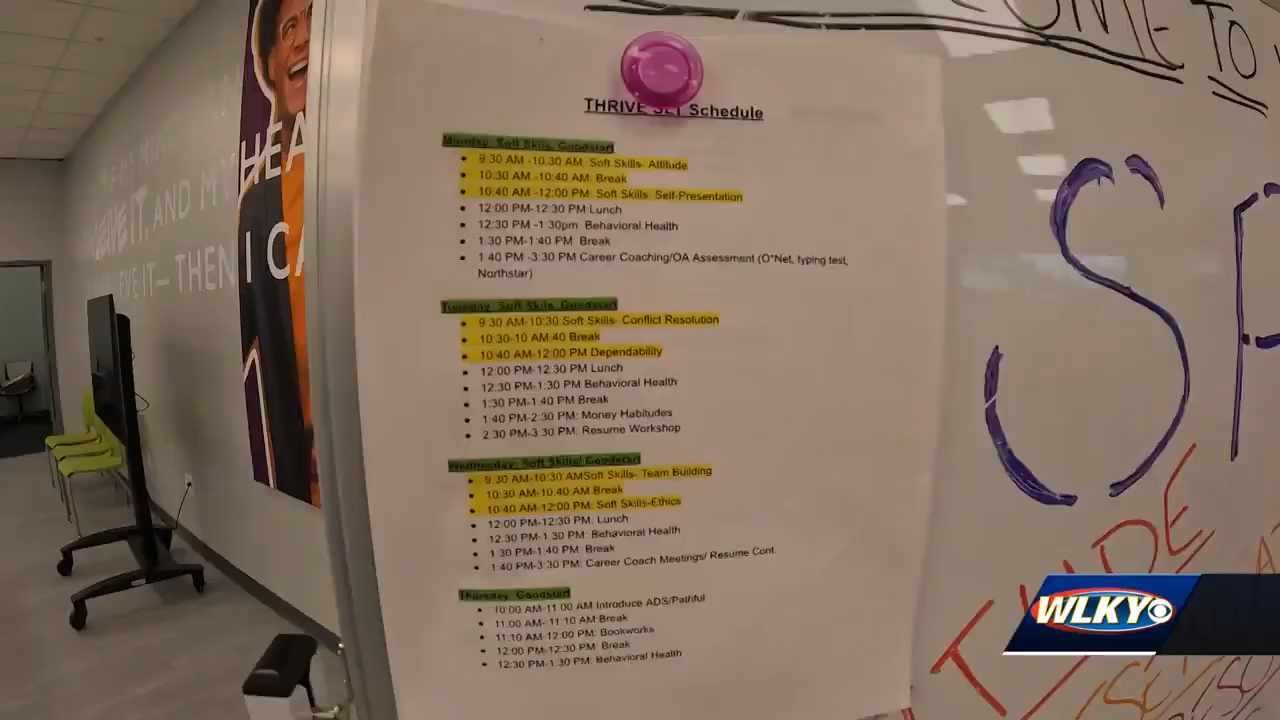 THRIVE SET Schedule
Monday, Soft Skills, Goodstart
9:30 AM -10:30 AM: Soft Skills- Attitude
10:30 AM -10:40 AM: Break
10:40 AM -12:00 PM: Soft Skills: Self-Presentation
12:00 PM-12:30 PM Lunch
12:30 PM -1:30pm Behavioral Health
1:30 PM-1:40 PM Break
1:40 PM -3:30 PM Career Coaching/OA Assessment (O*Net, typing test,
Northstar)
Tuesday, Soft Skils, Goodstart
9:30 AM-10:30:Soft Skills- Conflict Resolution
10:30-10 AM:40 Break
10:40 AM-12:00 PM Dependability
12:00 PM-12:30 PM Lunch
12:30 PM-1:30 PM Behavioral Health
1:30 PM-1:40 PM Break
1:40 PM-2:30 PM: Money Habitudes
2:30 PM-3:30 PM: Resume Workshop
Wednesday, Soft Skills/ Goodstart
9:30 AM-10:30 AMSoft Skills- Team Building
10:30 AM-10:40 AM Break
10:40 AM-12:00 PM: Soft Skills-Ethics
12:00 PM-12:30 PM: Lunch
12:30 PM-1:30 PM: Behavioral Health
1:30 PM-1:40 PM: Break
1:40 PM-3:30 PM: Career Coach Meetings/ Resume Cont.
Thursday, Goodstart
10:00 AM-11:00 AM Introduce ADS/Pathful
11:00 AM-:11:10 AM:Break
11:10 AM-12:00 PM: Bookworks
12:00 PM-12:30 PM: Break
12:30 PM-1:30 PM: Behavioral Health
HEA
IT, AND MY
IT— THEN I CA
OME TO
SP
WLKY